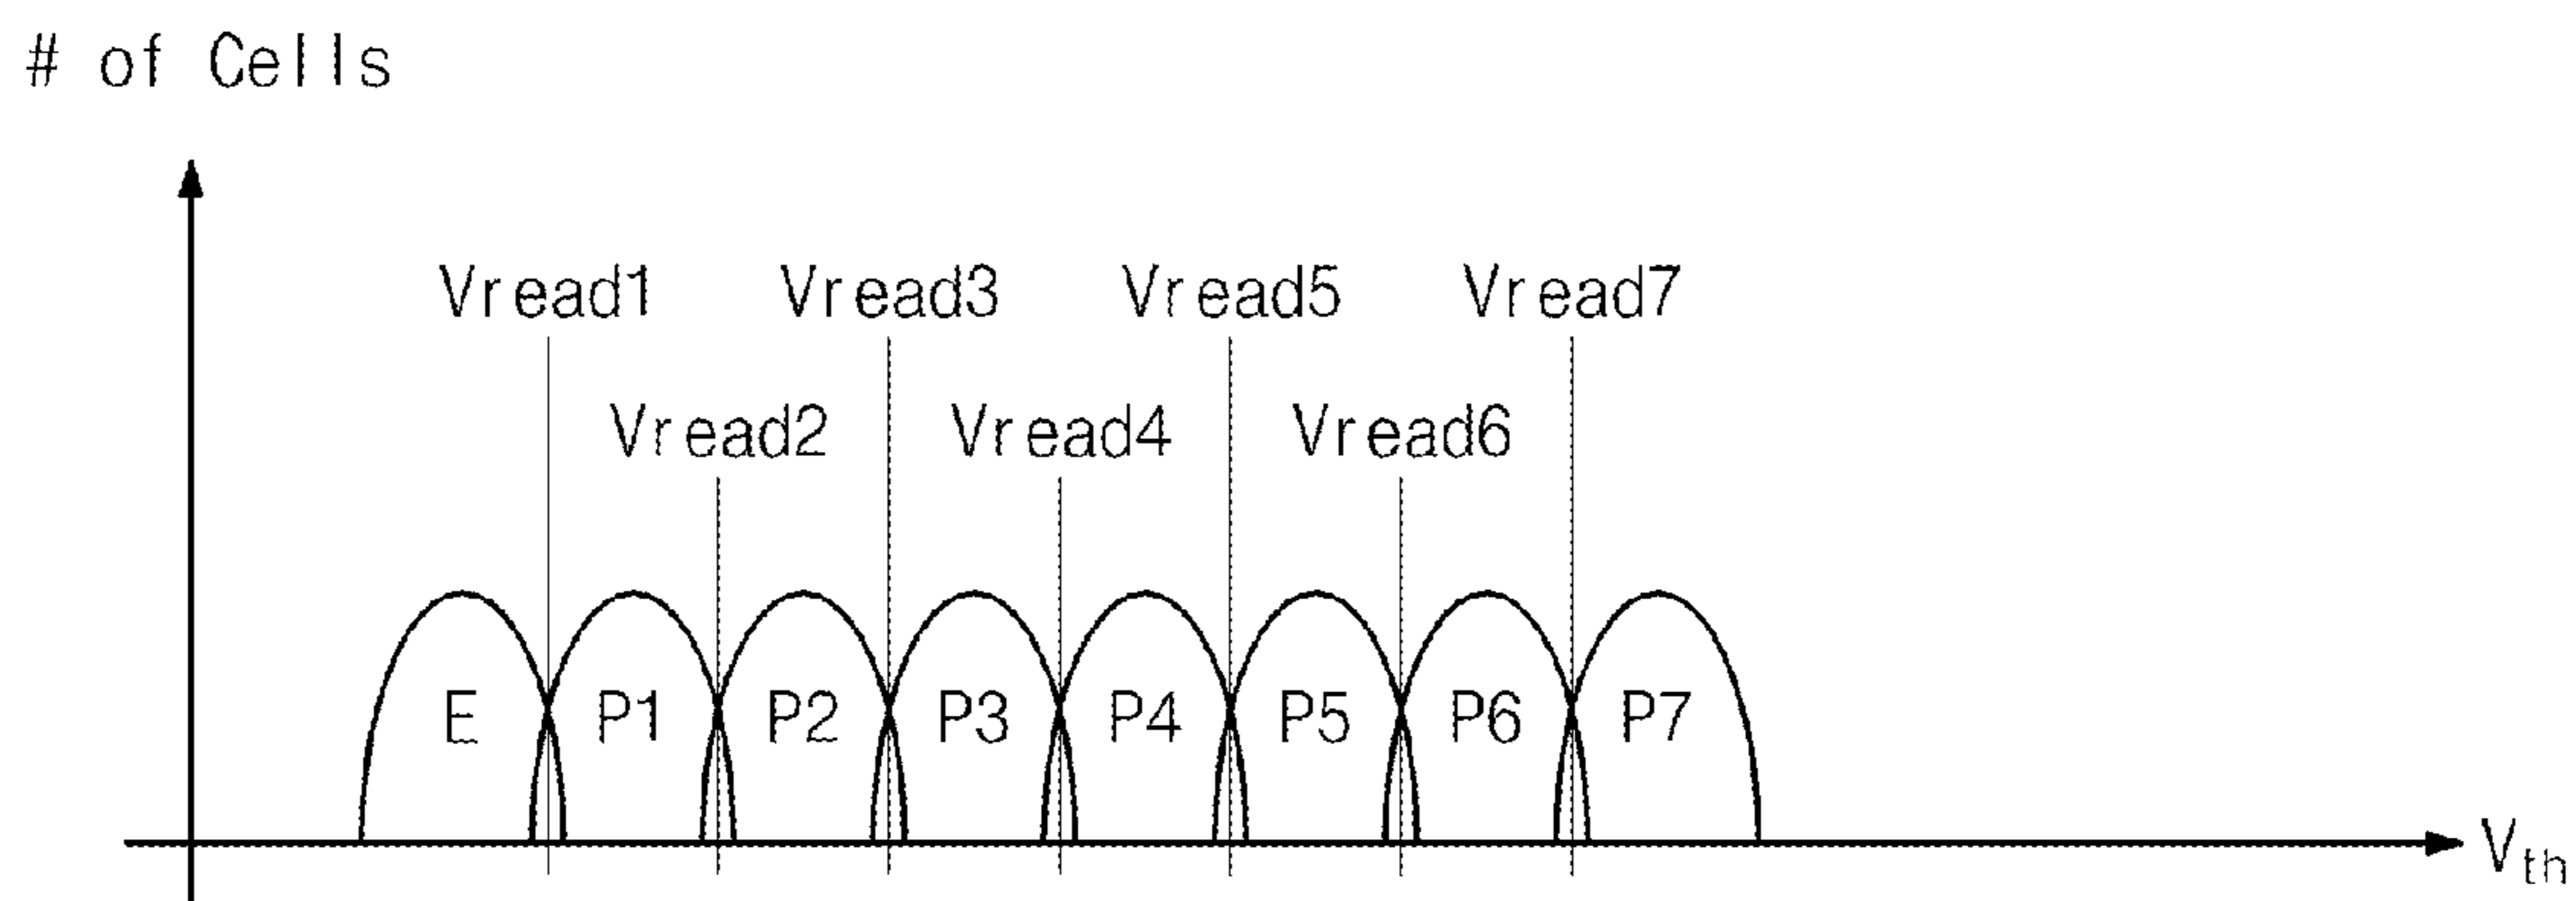 # of Cells
Vread1 Vread3 Vread5 Vread7
Vread2 Vread4 Vread6
E P1 P2 P3 P4 P5 P6 P7
Vth